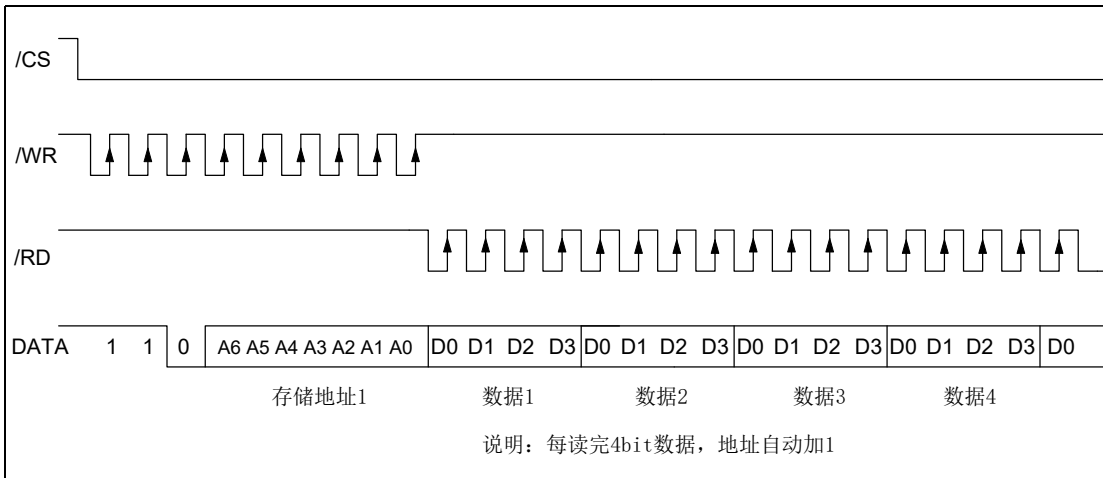 /CS
/WR
/RD
DATA 1 1 0 A6 A5 A4 A3 A2 A1 A0 D0 D1 D2 D3 D0 D1 D2 D3 D0 D1 D2 D3 D0 D1 D2 D3 D0
存储地址1 数据1 数据2 数据3 数据4
说明：每读完4bit数据，地址自动加1